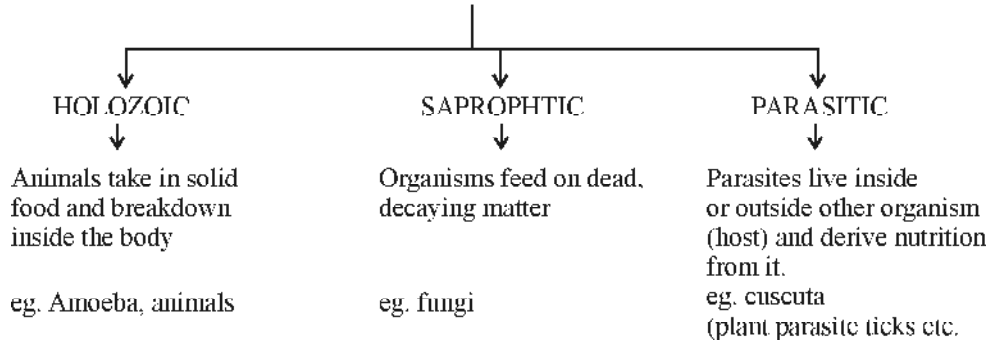 HOLOZOIC
SAPROPHTIC
PARASITIC
Animals take in solid
food and breakdown
inside the body
eg. Amoeba, animals
Organisms feed on dead,
decaying matter
eg. fungi
Parasites live inside
or outside other organism
(host) and derive nutrition
from it.
eg. cuscuta
(plant parasite ticks etc.